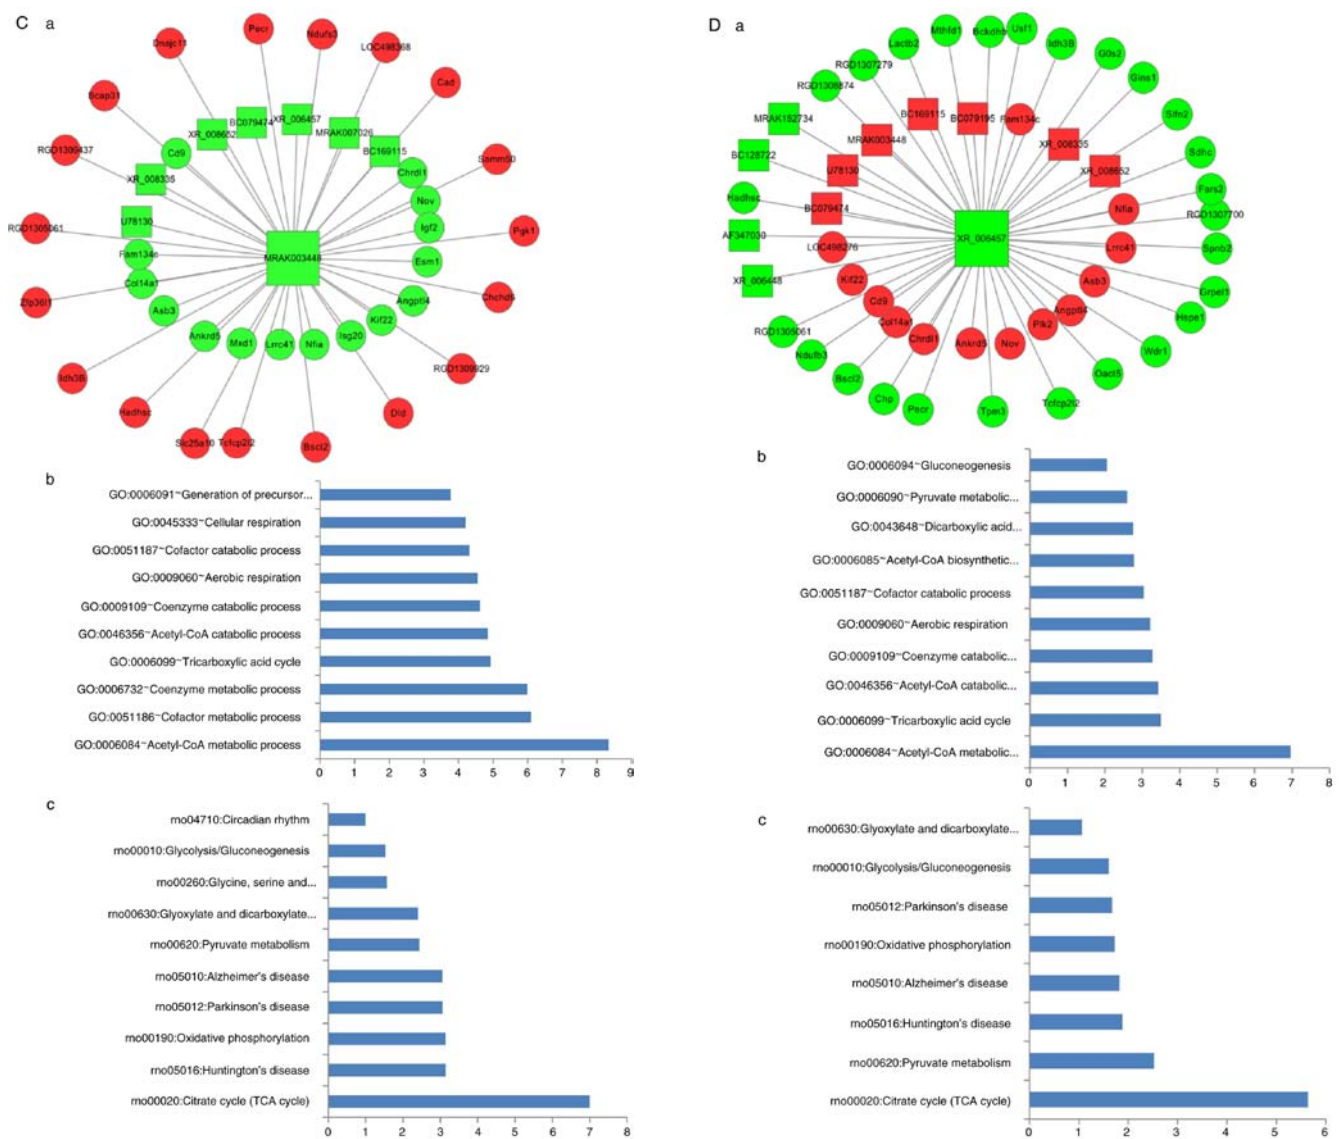 C a
Pecr
Ndufs3
Dnajc11
LOC498368
Cad
Bcap31
RGD1309437
XR_008652
BC079474
XR_006457
MRAK007026
BC169115
Cd9
Chrdl1
Samm50
XR_008335
Nov
U78130
Igf2
RGD1305061
Pgk1
Fam134c
MRAK003448
Esm1
Col14a1
Zfp36l1
Asb3
Angptl4
Chchd6
Kif22
Ankrd5
Mxd1
Lrrc41
Nfia
Isg20
Idh3B
RGD1309929
Hadhsc
Dld
Slc25a10
Tcfcp2l2
Bscl2
b
GO:0006091~Generation of precursor...
GO:0045333~Cellular respiration
GO:0051187~Cofactor catabolic process
GO:0009060~Aerobic respiration
GO:0009109~Coenzyme catabolic process
GO:0046356~Acetyl-CoA catabolic process
GO:0006099~Tricarboxylic acid cycle
GO:0006732~Coenzyme metabolic process
GO:0051186~Cofactor metabolic process
GO:0006084~Acetyl-CoA metabolic process
0 1 2 3 4 5 6 7 8 9
c
rno04710:Circadian rhythm
rno00010:Glycolysis/Gluconeogenesis
rno00260:Glycine, serine and...
rno00630:Glyoxylate and dicarboxylate...
rno00620:Pyruvate metabolism
rno05010:Alzheimer's disease
rno05012:Parkinson's disease
rno00190:Oxidative phosphorylation
rno05016:Huntington's disease
rno00020:Citrate cycle (TCA cycle)
0 1 2 3 4 5 6 7 8
D a
Mthfd1
Bckdhb
Usf1
Idh3B
G0s2
Lactb2
RGD1307279
RGD1308874
Gins1
MRAK152734
BC169115
BC079195
Fam134c
Slfn2
MRAK003448
XR_008335
BC128722
U78130
XR_008652
Sdhc
Hadhsc
BC079474
Nfia
Fars2
RGD1307700
AF347030
LOC498276
XR_006457
Lrrc41
Spnb2
XR_006448
Kif22
Asb3
Grpel1
Cd9
Angptl4
Hspe1
Col14a1
Plk2
RGD1305061
Chrdl1
Ankrd5
Nov
Wdr1
Ndufb3
Bscl2
Oact5
Chp
Pecr
Tpm3
Tcfcp2l2
b
GO:0006094~Gluconeogenesis
GO:0006090~Pyruvate metabolic...
GO:0043648~Dicarboxylic acid...
GO:0006085~Acetyl-CoA biosynthetic...
GO:0051187~Cofactor catabolic process
GO:0009060~Aerobic respiration
GO:0009109~Coenzyme catabolic...
GO:0046356~Acetyl-CoA catabolic...
GO:0006099~Tricarboxylic acid cycle
GO:0006084~Acetyl-CoA metabolic...
0 1 2 3 4 5 6 7 8
c
rno00630:Glyoxylate and dicarboxylate...
rno00010:Glycolysis/Gluconeogenesis
rno05012:Parkinson's disease
rno00190:Oxidative phosphorylation
rno05010:Alzheimer's disease
rno05016:Huntington's disease
rno00620:Pyruvate metabolism
rno00020:Citrate cycle (TCA cycle)
0 1 2 3 4 5 6